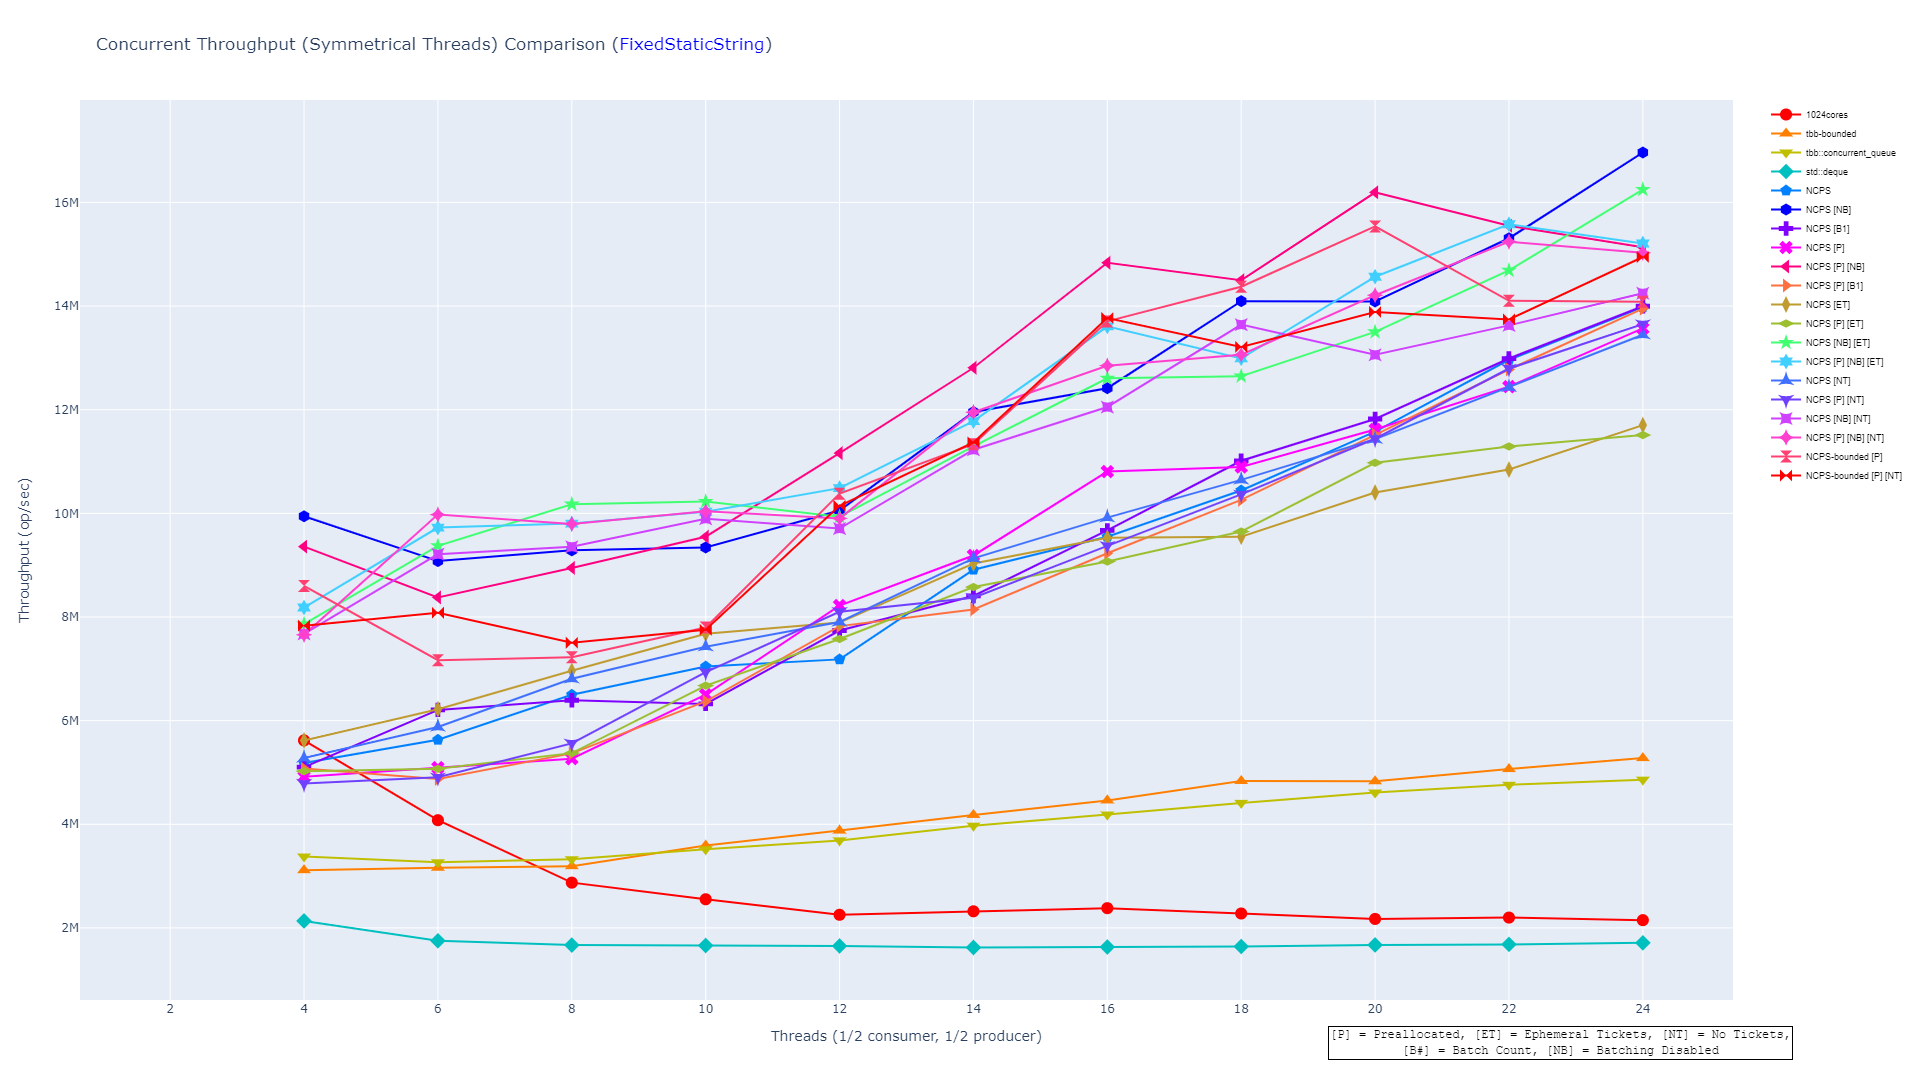 Concurrent Throughput (Symmetrical Threads) Comparison (FixedStaticString)
1024cores
tbb-bounded
tbb::concurrent_queue
std::deque
NCPS
NCPS [NB]
NCPS [B1]
NCPS [P]
NCPS [P] [NB]
NCPS [P] [B1]
NCPS [ET]
NCPS [P] [ET]
NCPS [NB] [ET]
NCPS [P] [NB] [ET]
NCPS [NT]
NCPS [P] [NT]
NCPS [NB] [NT]
NCPS [P] [NB] [NT]
NCPS-bounded [P]
NCPS-bounded [P] [NT]
16M
14M
12M
10M
8M
6M
4M
2M
Throughput (op/sec)
2 4 6 8 10 12 14 16 18 20 22 24
Threads (1/2 consumer, 1/2 producer)
[P] = Preallocated, [ET] = Ephemeral Tickets, [NT] = No Tickets,
[B#] = Batch Count, [NB] = Batching Disabled